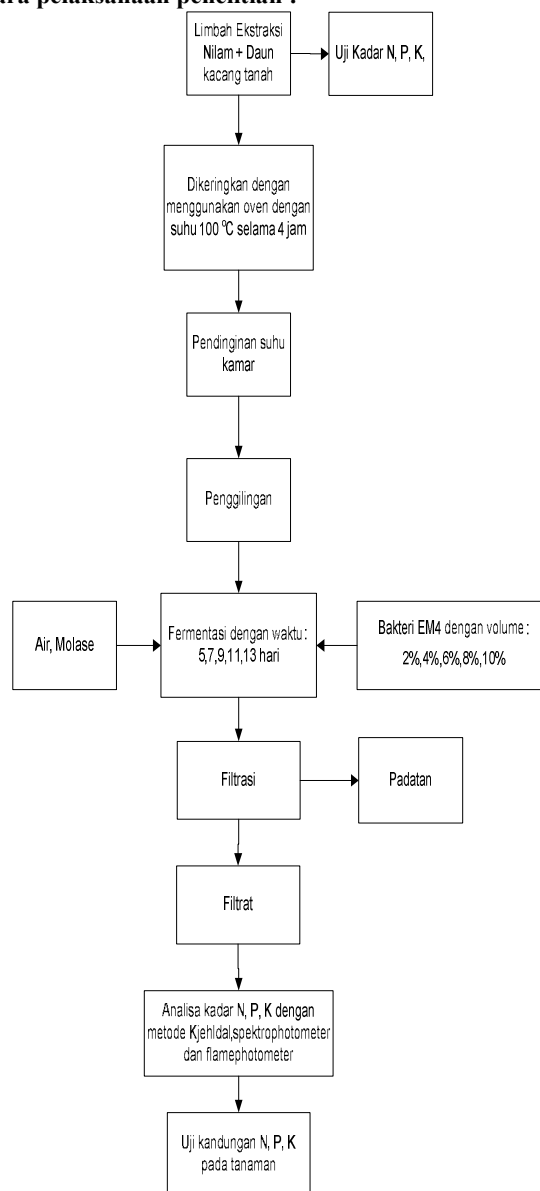 ara pelaksanaan penelitian :
Limbah Ekstraksi
Nilam + Daun
kacang tanah
Uji Kadar N, P, K,
Dikeringkan dengan
menggunakan oven dengan
suhu 100 ⁰C selama 4 jam
Pendinginan suhu
kamar
Penggilingan
Air, Molase
Fermentasi dengan waktu :
5,7,9,11,13 hari
Bakteri EM4 dengan volume :
2%,4%,6%,8%,10%
Filtrasi
Padatan
Filtrat
Analisa kadar N, P, K dengan
metode Kjehldal,spektrophotometer
dan flamephotometer
Uji kandungan N, P, K
pada tanaman